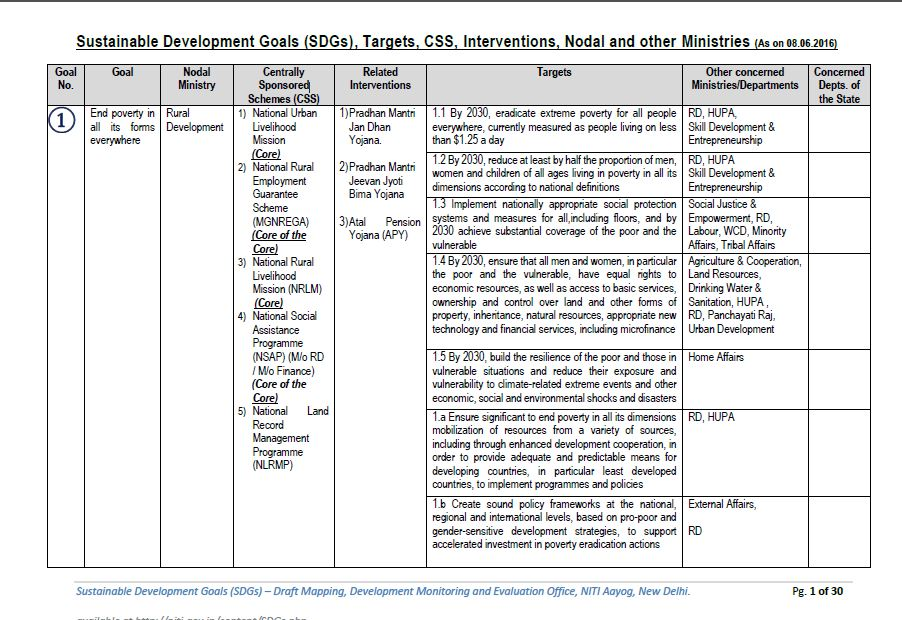 Sustainable Development Goals (SDGs), Targets, CSS, Interventions, Nodal and other Ministries (As on 08.06.2016)
Goal No.
Goal
Nodal Ministry
Centrally Sponsored Schemes (CSS)
Related Interventions
Targets
Other concerned Ministries/Departments
Concerned Depts. of the State
1
End poverty in
all its forms
everywhere
Rural
Development
1) National Urban
Livelihood
Mission
(Core)
2) National Rural
Employment
Guarantee
Scheme
(MGNREGA)
(Core of the
Core)
3) National Rural
Livelihood
Mission (NRLM)
(Core)
4) National Social
Assistance
Programme
(NSAP) (M/o RD
/ M/o Finance)
(Core of the
Core)
5) National Land
Record
Management
Programme
(NLRMP)
1)Pradhan Mantri
Jan Dhan
Yojana.
2)Pradhan Mantri
Jeevan Jyoti
Bima Yojana
3)Atal Pension
Yojana (APY)
1.1 By 2030, eradicate extreme poverty for all people
everywhere, currently measured as people living on less
than $1.25 a day
RD, HUPA,
Skill Development &
Entrepreneurship
1.2 By 2030, reduce at least by half the proportion of men,
women and children of all ages living in poverty in all its
dimensions according to national definitions
RD, HUPA
Skill Development &
Entrepreneurship
1.3 Implement nationally appropriate social protection
systems and measures for all,including floors, and by
2030 achieve substantial coverage of the poor and the
vulnerable
Social Justice &
Empowerment, RD,
Labour, WCD, Minority
Affairs, Tribal Affairs
1.4 By 2030, ensure that all men and women, in particular
the poor and the vulnerable, have equal rights to
economic resources, as well as access to basic services,
ownership and control over land and other forms of
property, inheritance, natural resources, appropriate new
technology and financial services, including microfinance
Agriculture & Cooperation,
Land Resources,
Drinking Water &
Sanitation, HUPA ,
RD, Panchayati Raj,
Urban Development
1.5 By 2030, build the resilience of the poor and those in
vulnerable situations and reduce their exposure and
vulnerability to climate-related extreme events and other
economic, social and environmental shocks and disasters
Home Affairs
1.a Ensure significant to end poverty in all its dimensions
mobilization of resources from a variety of sources,
including through enhanced development cooperation, in
order to provide adequate and predictable means for
developing countries, in particular least developed
countries, to implement programmes and policies
RD, HUPA
1.b Create sound policy frameworks at the national,
regional and international levels, based on pro-poor and
gender-sensitive development strategies, to support
accelerated investment in poverty eradication actions
External Affairs,
RD
Sustainable Development Goals (SDGs) – Draft Mapping, Development Monitoring and Evaluation Office, NITI Aayog, New Delhi.
Pg. 1 of 30
available at http://niti.gov.in/content/SDGs.php